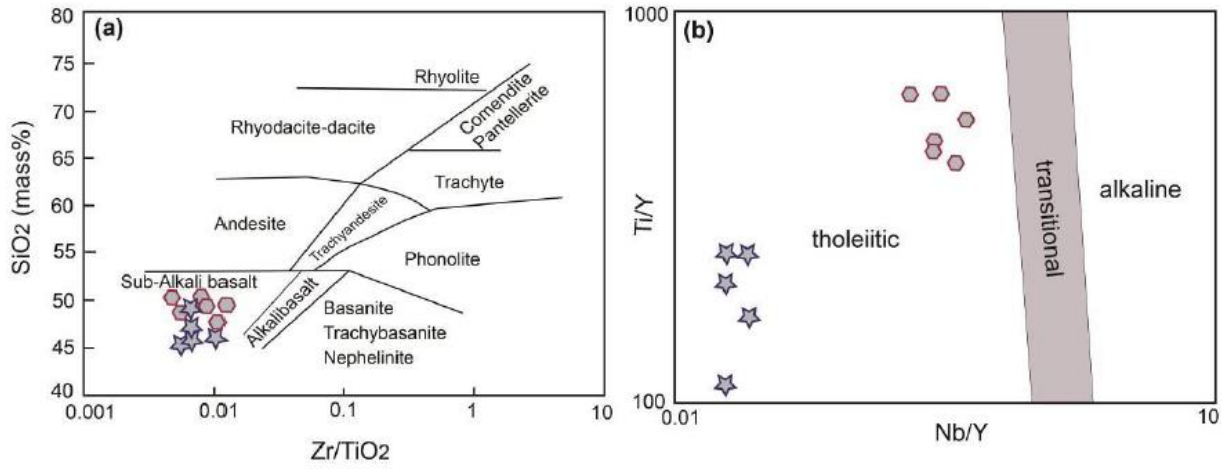 (a)
80
75
70
65
60
55
50
45
40
SiO2 (mass%)
Rhyolite
Comendite
Pantellerite
Rhyodacite-dacite
Trachyte
Andesite
Trachyandesite
Phonolite
Sub-Alkali basalt
Alkalibasalt
Basanite
Trachybasanite
Nephelinite
0.001
0.01
0.1
1
10
Zr/TiO2
(b)
1000
100
Ti/Y
tholeiitic
transitional
alkaline
0.01
10
Nb/Y